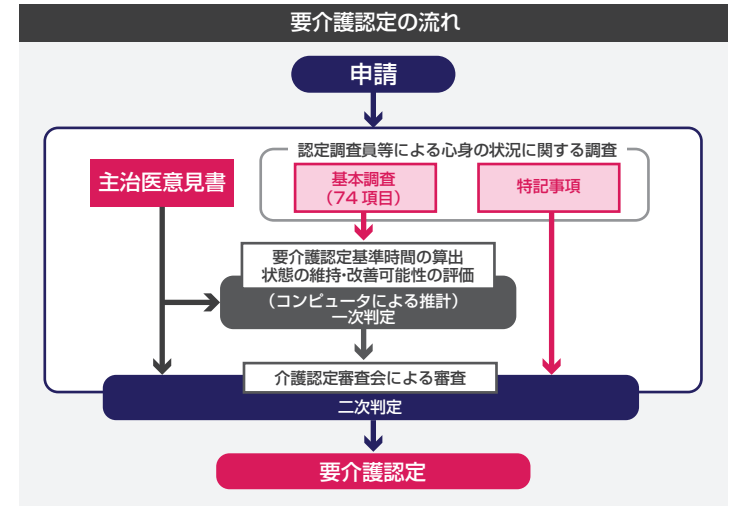 要介護認定の流れ
申請
認定調査員等による心身の状況に関する調査
主治医意見書
基本調査
（74 項目）
特記事項
要介護認定基準時間の算出
状態の維持･改善可能性の評価
（コンピュータによる推計）
一次判定
介護認定審査会による審査
二次判定
要介護認定